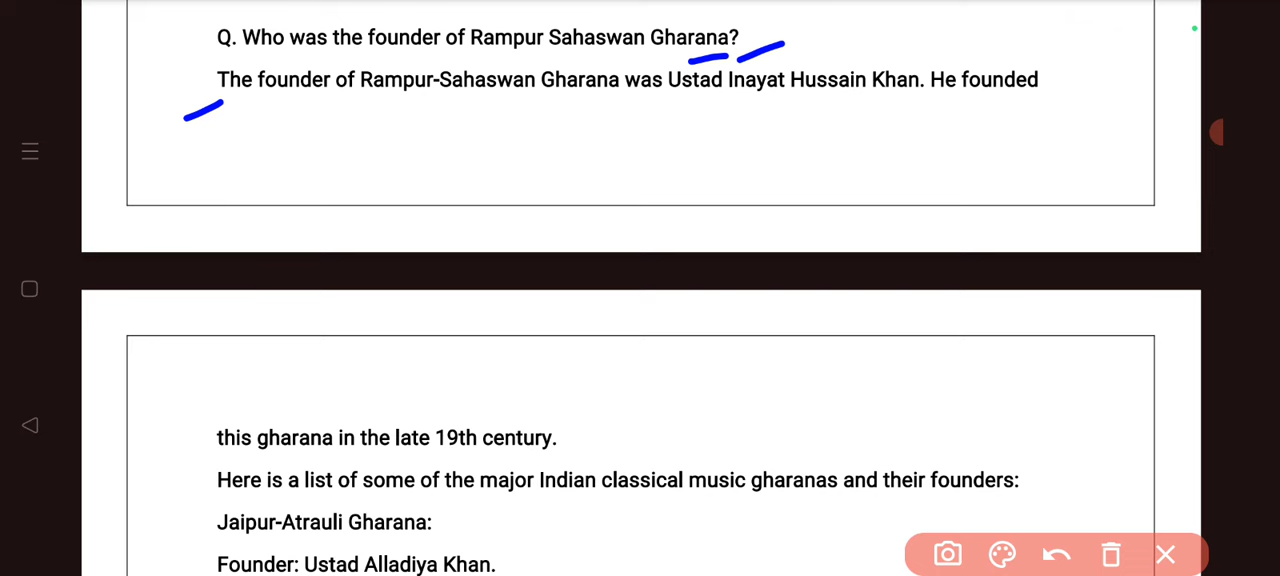 Q. Who was the founder of Rampur Sahaswan Gharana?
The founder of Rampur-Sahaswan Gharana was Ustad Inayat Hussain Khan. He founded
this gharana in the late 19th century.
Here is a list of some of the major Indian classical music gharanas and their founders:
Jaipur-Atrauli Gharana:
Founder: Ustad Alladiya Khan.